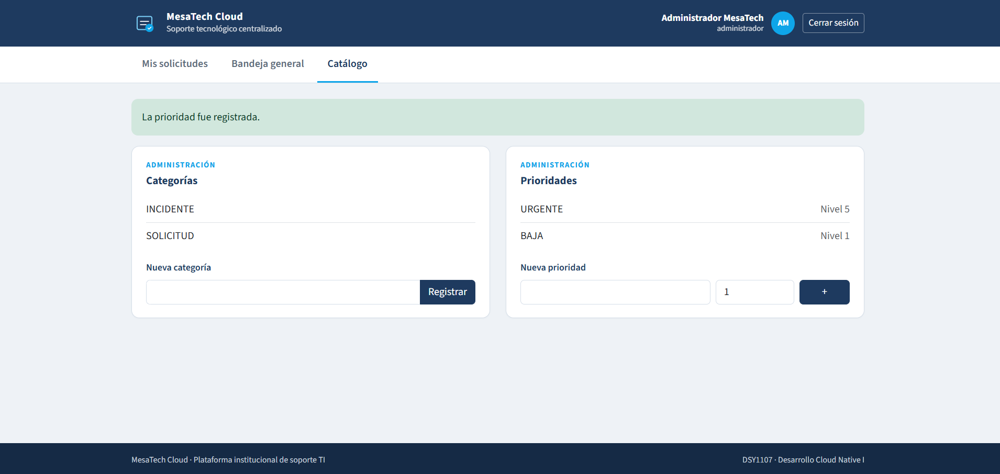 MesaTech Cloud
Soporte tecnológico centralizado
Administrador MesaTech
administrador
AM
Cerrar sesión
Mis solicitudes
Bandeja general
Catálogo
La prioridad fue registrada.
ADMINISTRACIÓN
Categorías
INCIDENTE
SOLICITUD
Nueva categoría
Registrar
ADMINISTRACIÓN
Prioridades
URGENTE Nivel 5
BAJA Nivel 1
Nueva prioridad
1
+
MesaTech Cloud · Plataforma institucional de soporte TI
DSY1107 · Desarrollo Cloud Native I